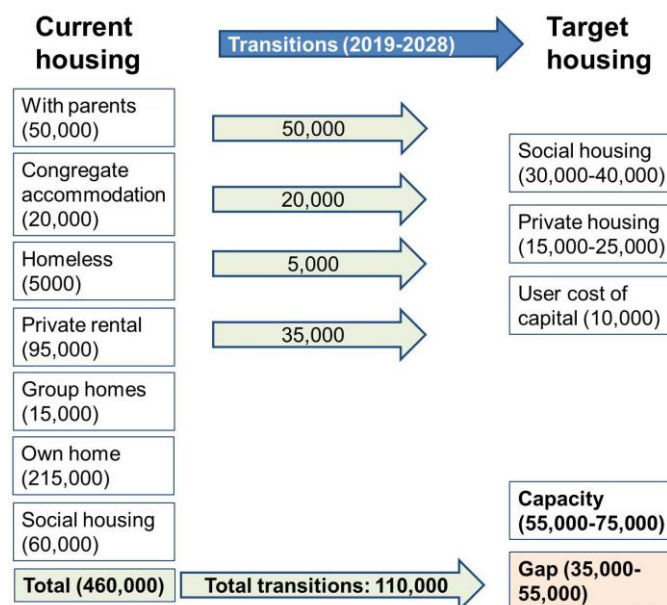 Current
housing
Transitions (2019-2028)
Target
housing
With parents
(50,000)
50,000
Congregate
accommodation
(20,000)
20,000
Homeless
(5000)
5,000
Private rental
(95,000)
35,000
Group homes
(15,000)
Own home
(215,000)
Social housing
(60,000)
Total (460,000)
Total transitions: 110,000
Social housing
(30,000-40,000)
Private housing
(15,000-25,000)
User cost of
capital (10,000)
Capacity
(55,000-75,000)
Gap (35,000-
55,000)